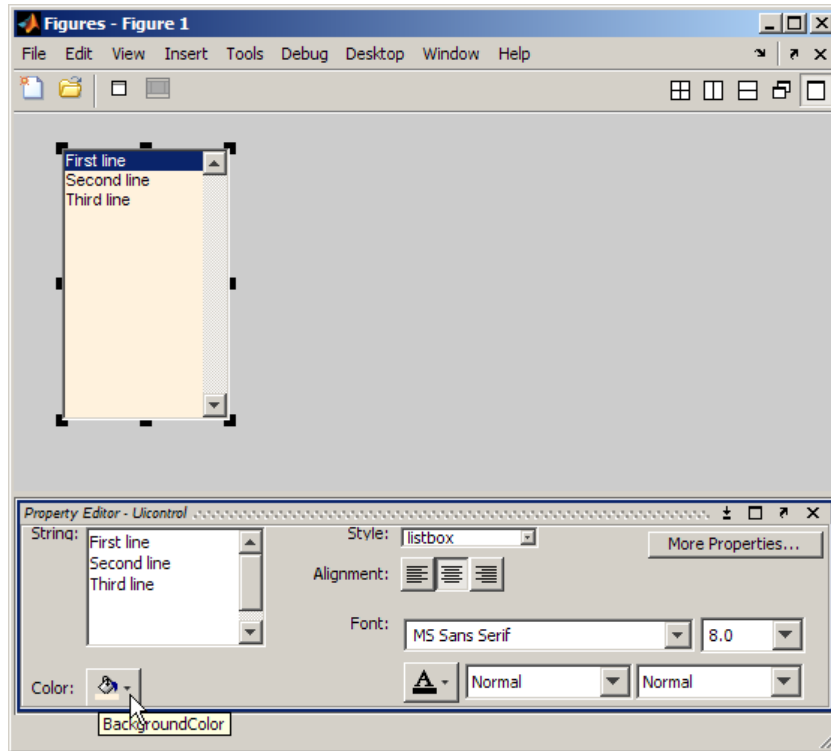 Figures - Figure 1
File Edit View Insert Tools Debug Desktop Window Help
First line
Second line
Third line
Property Editor - Uicontrol
String:
First line
Second line
Third line
Style: listbox
More Properties...
Alignment:
Font: MS Sans Serif 8.0
Color:
A Normal Normal
BackgroundColor